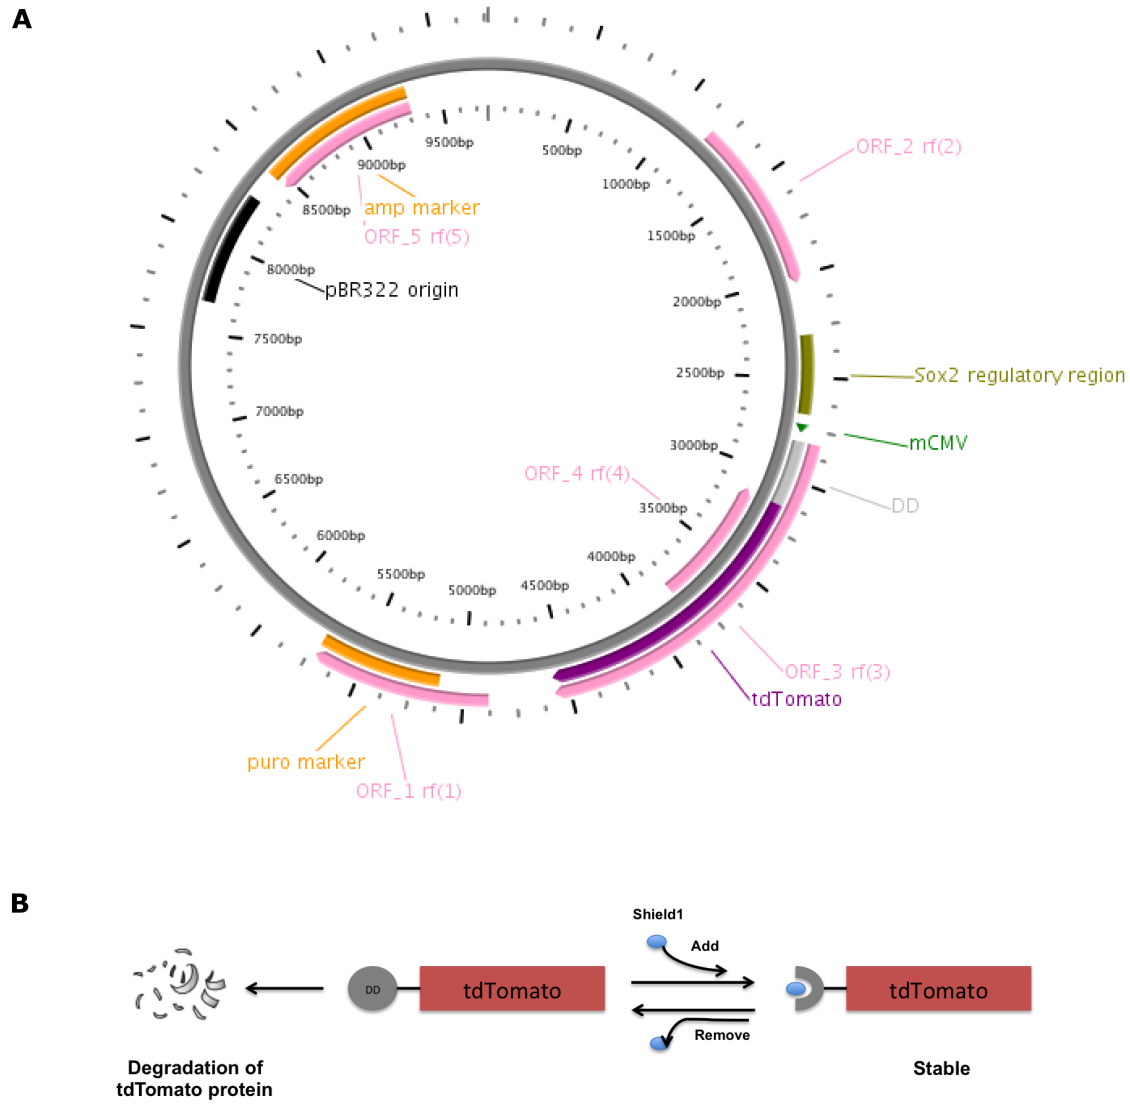 A
9500bp
500bp
9000bp
1000bp
8500bp
1500bp
8000bp
2000bp
7500bp
2500bp
7000bp
3000bp
6500bp
3500bp
6000bp
4000bp
5500bp
5000bp
4500bp
ORF_2 rf(2)
amp marker
ORF_5 rf(5)
pBR322 origin
Sox2 regulatory region
mCMV
ORF_4 rf(4)
DD
ORF_3 rf(3)
tdTomato
puro marker
ORF_1 rf(1)
B
Shield1
Add
DD
tdTomato
tdTomato
Remove
Degradation of
tdTomato protein
Stable